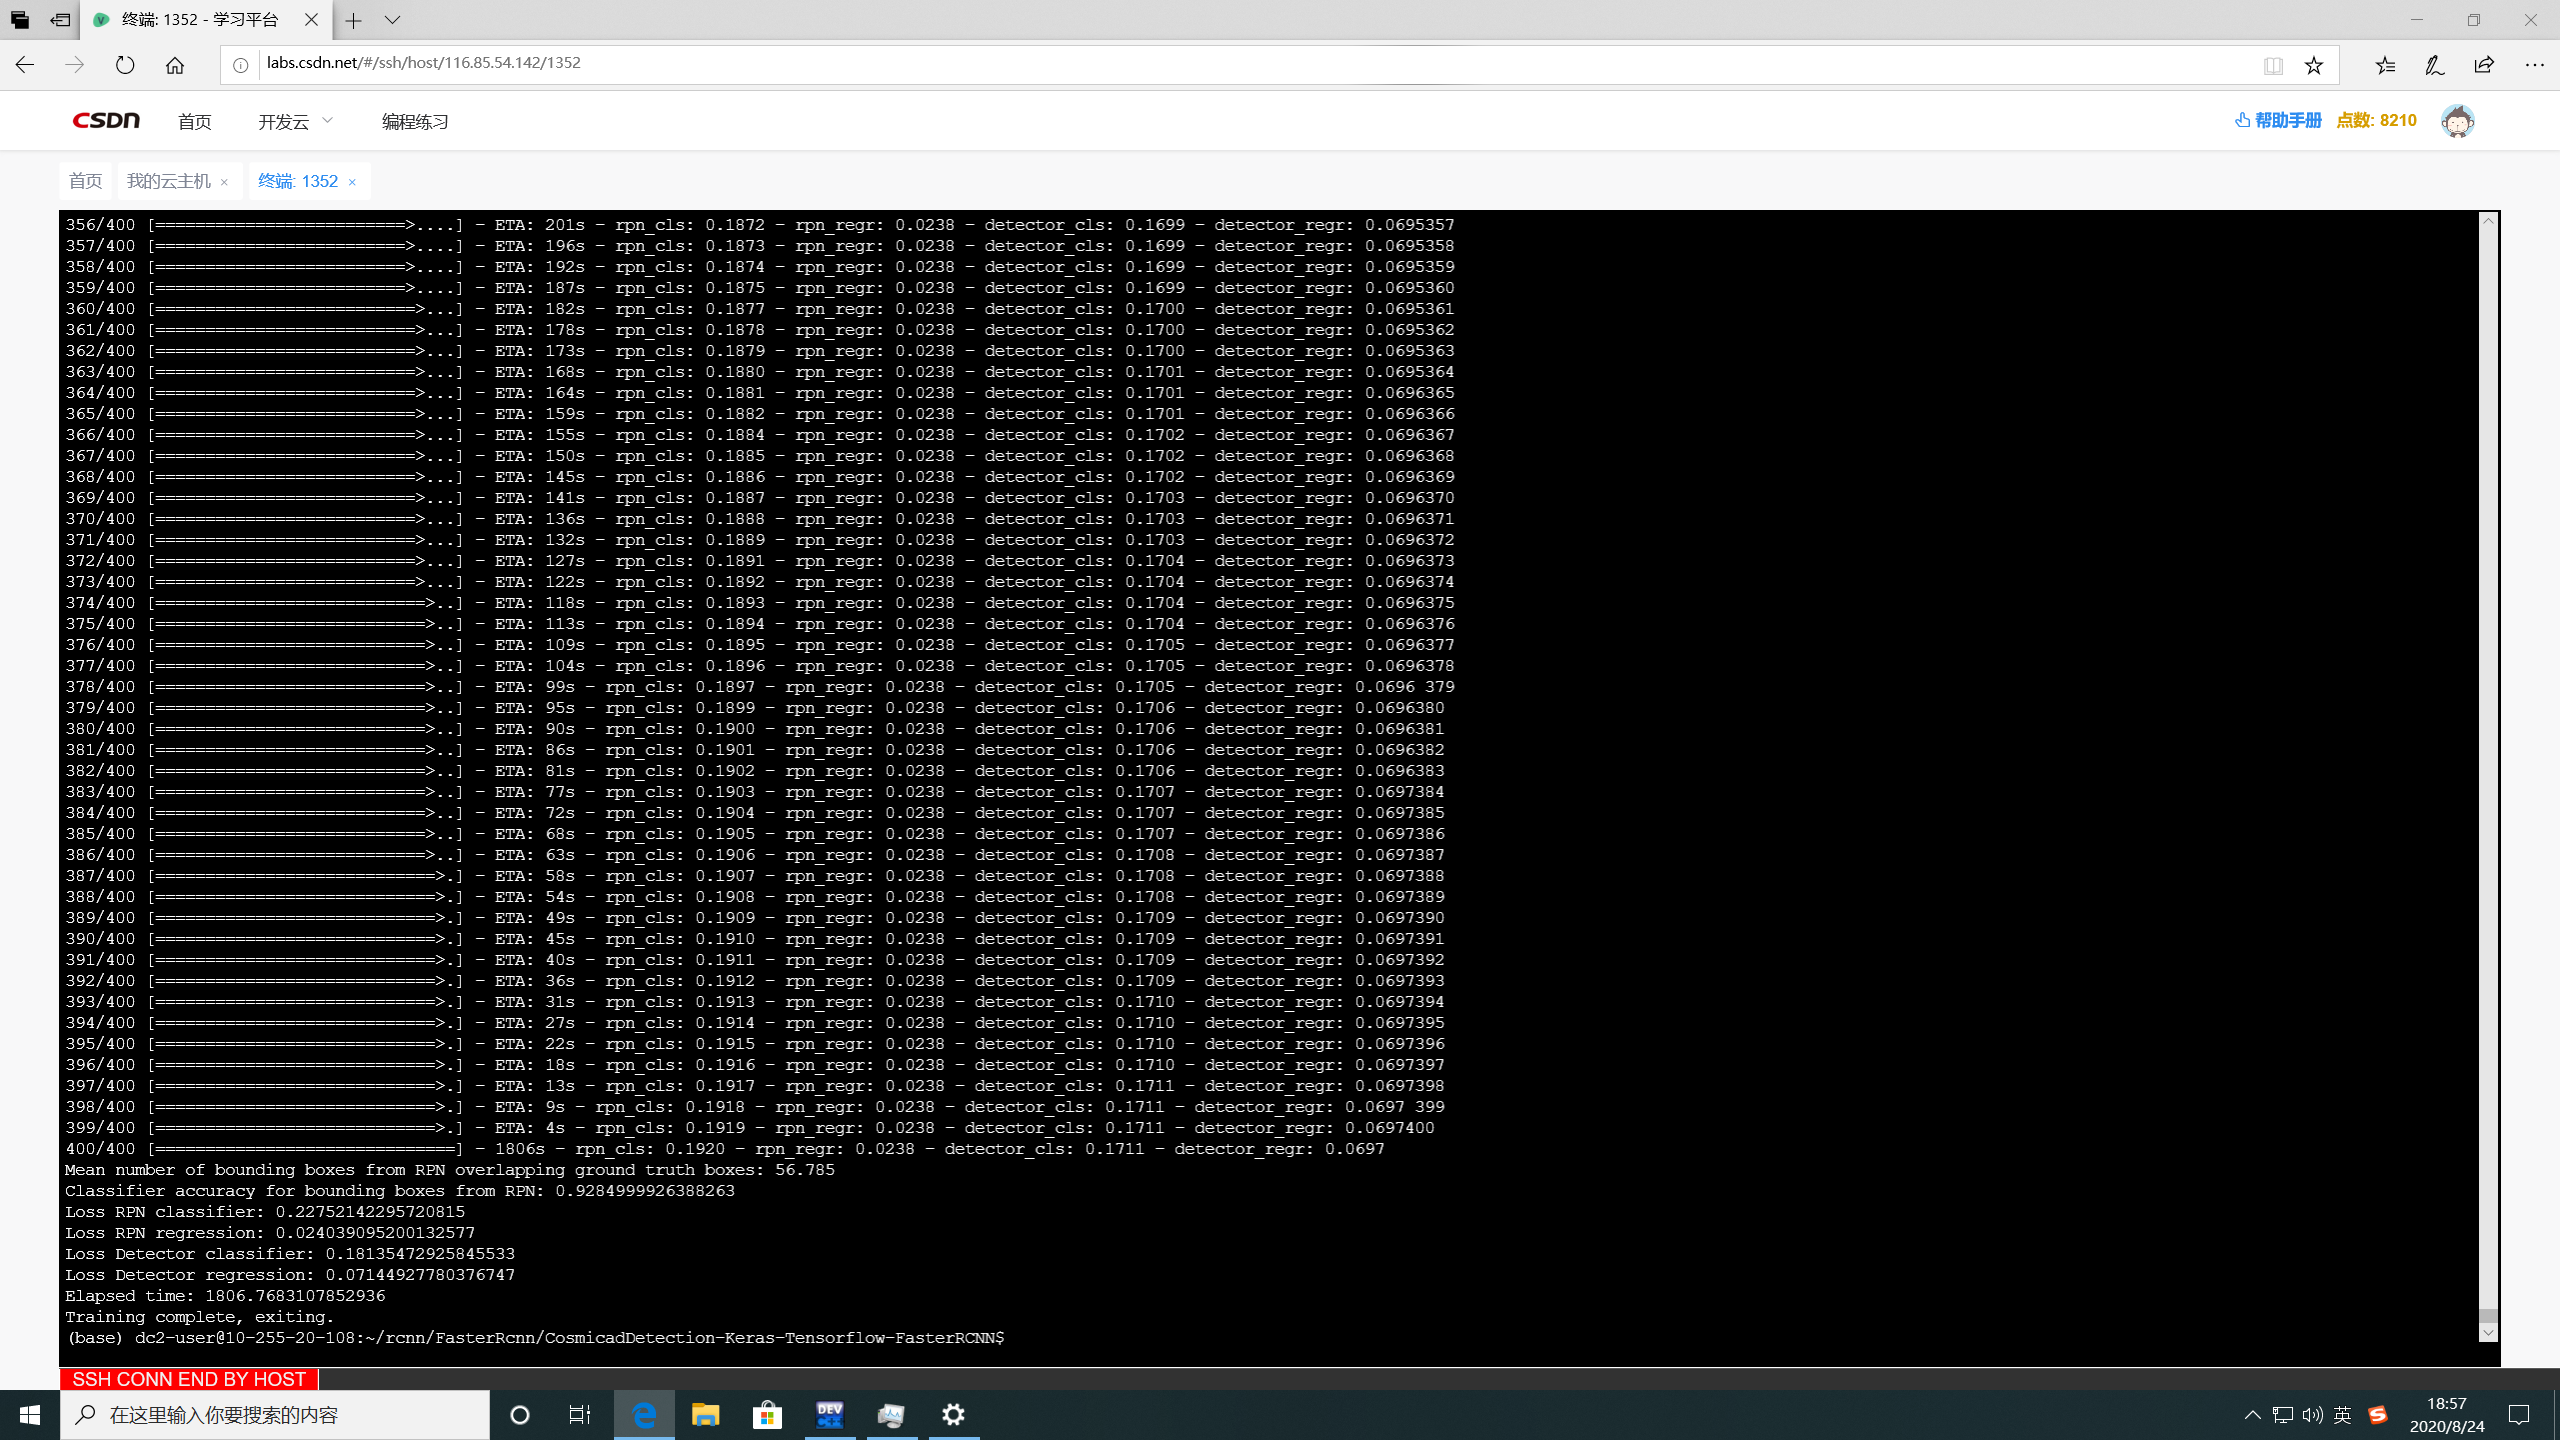 终端: 1352 - 学习平台
labs.csdn.net/#/ssh/host/116.85.54.142/1352
CSDN 首页 开发云 编程练习 帮助手册 点数: 8210
首页 我的云主机 × 终端: 1352 ×
356/400 [=========================>....] - ETA: 201s - rpn_cls: 0.1872 - rpn_regr: 0.0238 - detector_cls: 0.1699 - detector_regr: 0.0695357
357/400 [=========================>....] - ETA: 196s - rpn_cls: 0.1873 - rpn_regr: 0.0238 - detector_cls: 0.1699 - detector_regr: 0.0695358
358/400 [=========================>....] - ETA: 192s - rpn_cls: 0.1874 - rpn_regr: 0.0238 - detector_cls: 0.1699 - detector_regr: 0.0695359
359/400 [=========================>....] - ETA: 187s - rpn_cls: 0.1875 - rpn_regr: 0.0238 - detector_cls: 0.1699 - detector_regr: 0.0695360
360/400 [==========================>...] - ETA: 182s - rpn_cls: 0.1877 - rpn_regr: 0.0238 - detector_cls: 0.1700 - detector_regr: 0.0695361
361/400 [==========================>...] - ETA: 178s - rpn_cls: 0.1878 - rpn_regr: 0.0238 - detector_cls: 0.1700 - detector_regr: 0.0695362
362/400 [==========================>...] - ETA: 173s - rpn_cls: 0.1879 - rpn_regr: 0.0238 - detector_cls: 0.1700 - detector_regr: 0.0695363
363/400 [==========================>...] - ETA: 168s - rpn_cls: 0.1880 - rpn_regr: 0.0238 - detector_cls: 0.1701 - detector_regr: 0.0695364
364/400 [==========================>...] - ETA: 164s - rpn_cls: 0.1881 - rpn_regr: 0.0238 - detector_cls: 0.1701 - detector_regr: 0.0696365
365/400 [==========================>...] - ETA: 159s - rpn_cls: 0.1882 - rpn_regr: 0.0238 - detector_cls: 0.1701 - detector_regr: 0.0696366
366/400 [==========================>...] - ETA: 155s - rpn_cls: 0.1884 - rpn_regr: 0.0238 - detector_cls: 0.1702 - detector_regr: 0.0696367
367/400 [==========================>...] - ETA: 150s - rpn_cls: 0.1885 - rpn_regr: 0.0238 - detector_cls: 0.1702 - detector_regr: 0.0696368
368/400 [==========================>...] - ETA: 145s - rpn_cls: 0.1886 - rpn_regr: 0.0238 - detector_cls: 0.1702 - detector_regr: 0.0696369
369/400 [==========================>...] - ETA: 141s - rpn_cls: 0.1887 - rpn_regr: 0.0238 - detector_cls: 0.1703 - detector_regr: 0.0696370
370/400 [==========================>...] - ETA: 136s - rpn_cls: 0.1888 - rpn_regr: 0.0238 - detector_cls: 0.1703 - detector_regr: 0.0696371
371/400 [==========================>...] - ETA: 132s - rpn_cls: 0.1889 - rpn_regr: 0.0238 - detector_cls: 0.1703 - detector_regr: 0.0696372
372/400 [==========================>...] - ETA: 127s - rpn_cls: 0.1891 - rpn_regr: 0.0238 - detector_cls: 0.1704 - detector_regr: 0.0696373
373/400 [==========================>...] - ETA: 122s - rpn_cls: 0.1892 - rpn_regr: 0.0238 - detector_cls: 0.1704 - detector_regr: 0.0696374
374/400 [===========================>..] - ETA: 118s - rpn_cls: 0.1893 - rpn_regr: 0.0238 - detector_cls: 0.1704 - detector_regr: 0.0696375
375/400 [===========================>..] - ETA: 113s - rpn_cls: 0.1894 - rpn_regr: 0.0238 - detector_cls: 0.1704 - detector_regr: 0.0696376
376/400 [===========================>..] - ETA: 109s - rpn_cls: 0.1895 - rpn_regr: 0.0238 - detector_cls: 0.1705 - detector_regr: 0.0696377
377/400 [===========================>..] - ETA: 104s - rpn_cls: 0.1896 - rpn_regr: 0.0238 - detector_cls: 0.1705 - detector_regr: 0.0696378
378/400 [===========================>..] - ETA: 99s - rpn_cls: 0.1897 - rpn_regr: 0.0238 - detector_cls: 0.1705 - detector_regr: 0.0696 379
379/400 [===========================>..] - ETA: 95s - rpn_cls: 0.1899 - rpn_regr: 0.0238 - detector_cls: 0.1706 - detector_regr: 0.0696380
380/400 [===========================>..] - ETA: 90s - rpn_cls: 0.1900 - rpn_regr: 0.0238 - detector_cls: 0.1706 - detector_regr: 0.0696381
381/400 [===========================>..] - ETA: 86s - rpn_cls: 0.1901 - rpn_regr: 0.0238 - detector_cls: 0.1706 - detector_regr: 0.0696382
382/400 [===========================>..] - ETA: 81s - rpn_cls: 0.1902 - rpn_regr: 0.0238 - detector_cls: 0.1706 - detector_regr: 0.0696383
383/400 [===========================>..] - ETA: 77s - rpn_cls: 0.1903 - rpn_regr: 0.0238 - detector_cls: 0.1707 - detector_regr: 0.0697384
384/400 [===========================>..] - ETA: 72s - rpn_cls: 0.1904 - rpn_regr: 0.0238 - detector_cls: 0.1707 - detector_regr: 0.0697385
385/400 [===========================>..] - ETA: 68s - rpn_cls: 0.1905 - rpn_regr: 0.0238 - detector_cls: 0.1707 - detector_regr: 0.0697386
386/400 [===========================>..] - ETA: 63s - rpn_cls: 0.1906 - rpn_regr: 0.0238 - detector_cls: 0.1708 - detector_regr: 0.0697387
387/400 [============================>.] - ETA: 58s - rpn_cls: 0.1907 - rpn_regr: 0.0238 - detector_cls: 0.1708 - detector_regr: 0.0697388
388/400 [============================>.] - ETA: 54s - rpn_cls: 0.1908 - rpn_regr: 0.0238 - detector_cls: 0.1708 - detector_regr: 0.0697389
389/400 [============================>.] - ETA: 49s - rpn_cls: 0.1909 - rpn_regr: 0.0238 - detector_cls: 0.1709 - detector_regr: 0.0697390
390/400 [============================>.] - ETA: 45s - rpn_cls: 0.1910 - rpn_regr: 0.0238 - detector_cls: 0.1709 - detector_regr: 0.0697391
391/400 [============================>.] - ETA: 40s - rpn_cls: 0.1911 - rpn_regr: 0.0238 - detector_cls: 0.1709 - detector_regr: 0.0697392
392/400 [============================>.] - ETA: 36s - rpn_cls: 0.1912 - rpn_regr: 0.0238 - detector_cls: 0.1709 - detector_regr: 0.0697393
393/400 [============================>.] - ETA: 31s - rpn_cls: 0.1913 - rpn_regr: 0.0238 - detector_cls: 0.1710 - detector_regr: 0.0697394
394/400 [============================>.] - ETA: 27s - rpn_cls: 0.1914 - rpn_regr: 0.0238 - detector_cls: 0.1710 - detector_regr: 0.0697395
395/400 [============================>.] - ETA: 22s - rpn_cls: 0.1915 - rpn_regr: 0.0238 - detector_cls: 0.1710 - detector_regr: 0.0697396
396/400 [============================>.] - ETA: 18s - rpn_cls: 0.1916 - rpn_regr: 0.0238 - detector_cls: 0.1710 - detector_regr: 0.0697397
397/400 [============================>.] - ETA: 13s - rpn_cls: 0.1917 - rpn_regr: 0.0238 - detector_cls: 0.1711 - detector_regr: 0.0697398
398/400 [============================>.] - ETA: 9s - rpn_cls: 0.1918 - rpn_regr: 0.0238 - detector_cls: 0.1711 - detector_regr: 0.0697 399
399/400 [============================>.] - ETA: 4s - rpn_cls: 0.1919 - rpn_regr: 0.0238 - detector_cls: 0.1711 - detector_regr: 0.0697400
400/400 [==============================] - 1806s - rpn_cls: 0.1920 - rpn_regr: 0.0238 - detector_cls: 0.1711 - detector_regr: 0.0697
Mean number of bounding boxes from RPN overlapping ground truth boxes: 56.785
Classifier accuracy for bounding boxes from RPN: 0.9284999926388263
Loss RPN classifier: 0.22752142295720815
Loss RPN regression: 0.024039095200132577
Loss Detector classifier: 0.18135472925845533
Loss Detector regression: 0.07144927780376747
Elapsed time: 1806.7683107852936
Training complete, exiting.
(base) dc2-user@10-255-20-108:~/rcnn/FasterRcnn/CosmicadDetection-Keras-Tensorflow-FasterRCNN$
SSH CONN END BY HOST
在这里输入你要搜索的内容
DEV C++
英
18:57
2020/8/24